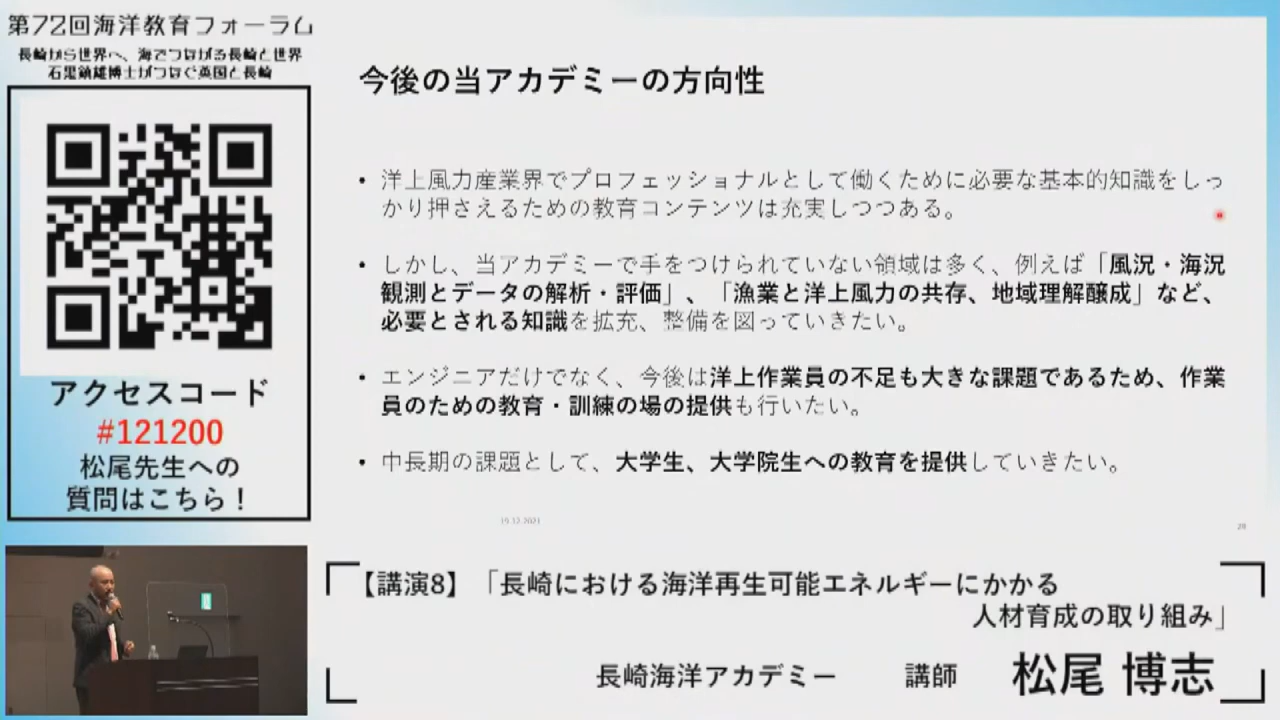 第72回海洋教育フォーラム
長崎から世界へ、海でつながる長崎と世界
石黒鎮雄博士がつなぐ英国と長崎
アクセスコード
#121200
松尾先生への
質問はこちら！
今後の当アカデミーの方向性
• 洋上風力産業界でプロフェッショナルとして働くために必要な基本的知識をしっ
かり押さえるための教育コンテンツは充実しつつある。
• しかし、当アカデミーで手をつけられていない領域は多く、例えば「風況・海況
観測とデータの解析・評価」、「漁業と洋上風力の共存、地域理解醸成」など、
必要とされる知識を拡充、整備を図っていきたい。
• エンジニアだけでなく、今後は洋上作業員の不足も大きな課題であるため、作業
員のための教育・訓練の場の提供も行いたい。
• 中長期の課題として、大学生、大学院生への教育を提供していきたい。
【講演8】「長崎における海洋再生可能エネルギーにかかる
人材育成の取り組み」
長崎海洋アカデミー 講師 松尾 博志